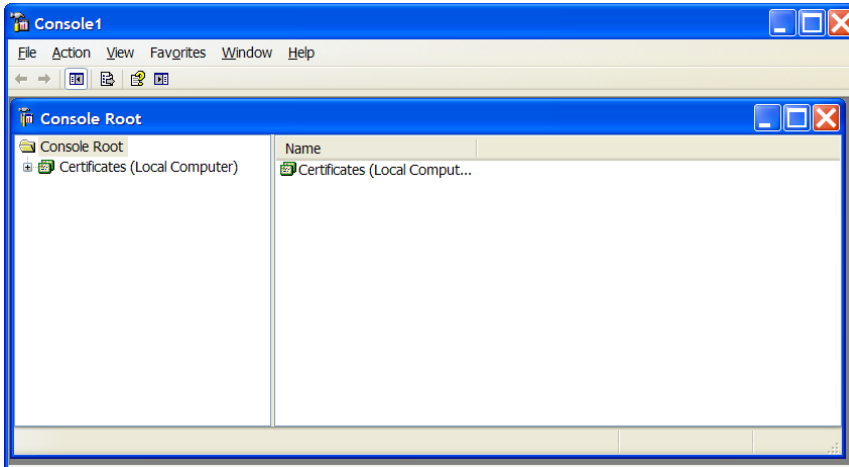 Console1
File Action View Favorites Window Help
Console Root
Console Root
Certificates (Local Computer)
Name
Certificates (Local Comput...